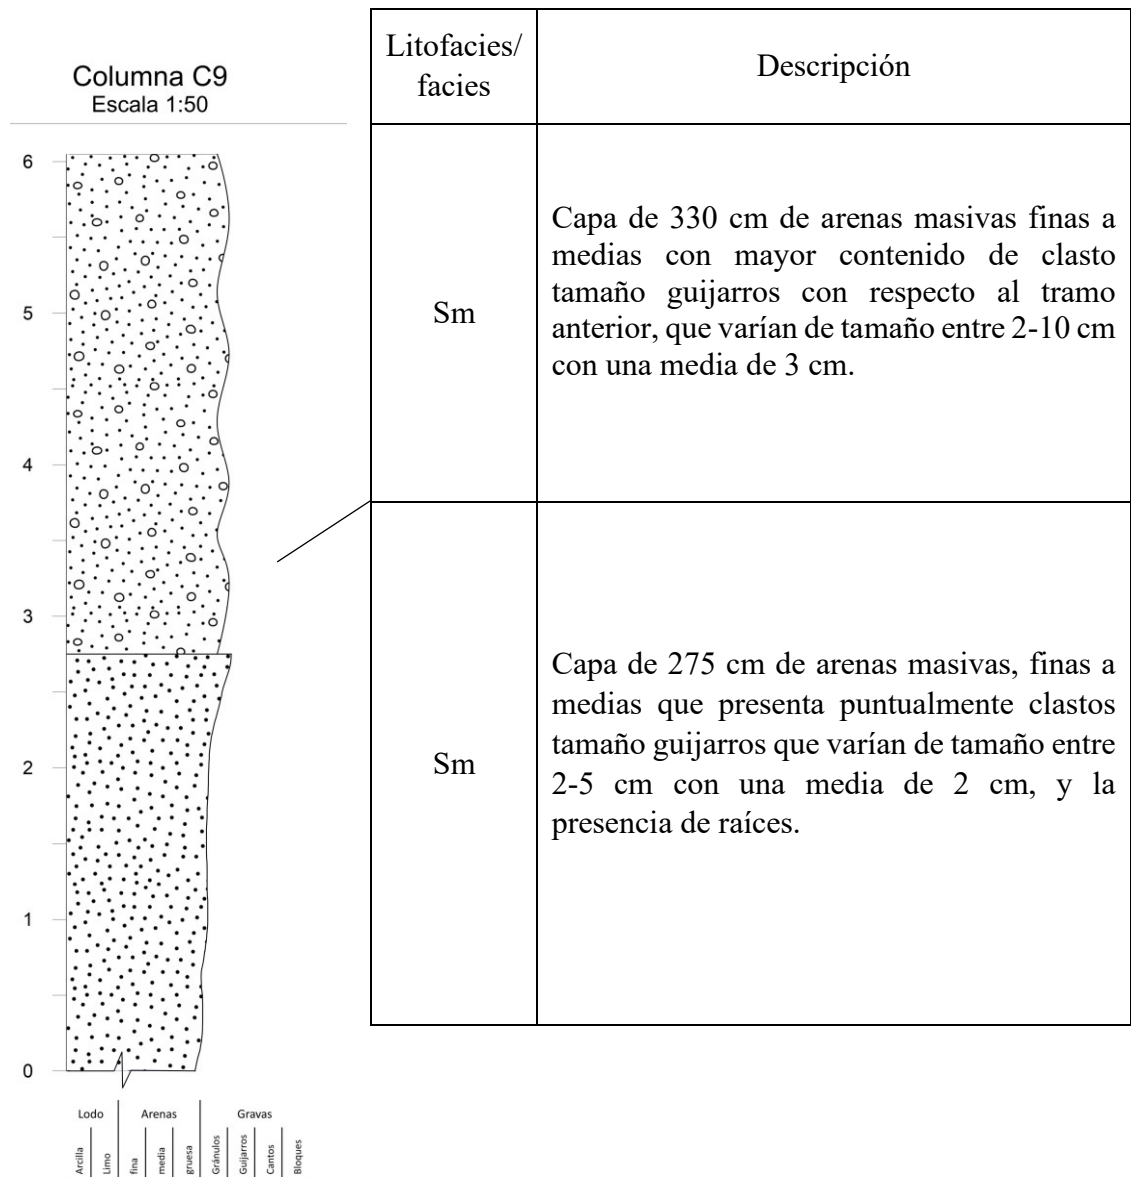 Columna C9
Escala 1:50
Litofacies/
facies
Descripción
6
5
4
3
2
1
0
Sm
Capa de 330 cm de arenas masivas finas a
medias con mayor contenido de clasto
tamaño guijarros con respecto al tramo
anterior, que varían de tamaño entre 2-10 cm
con una media de 3 cm.
Sm
Capa de 275 cm de arenas masivas, finas a
medias que presenta puntualmente clastos
tamaño guijarros que varían de tamaño entre
2-5 cm con una media de 2 cm, y la
presencia de raíces.
Lodo
Arenas
Gravas
Arcilla
Limo
fina
media
gruesa
Gránulos
Guijarros
Cantos
Bloques